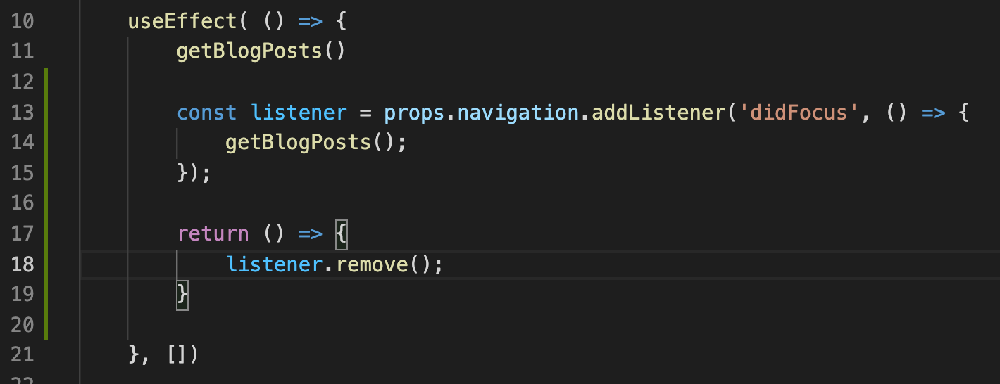 10 useEffect( () => {
11 getBlogPosts()
12
13 const listener = props.navigation.addListener('didFocus', () => {
14 getBlogPosts();
15 });
16
17 return () => {
18 listener.remove();
19 }
20
21 }, [])
22